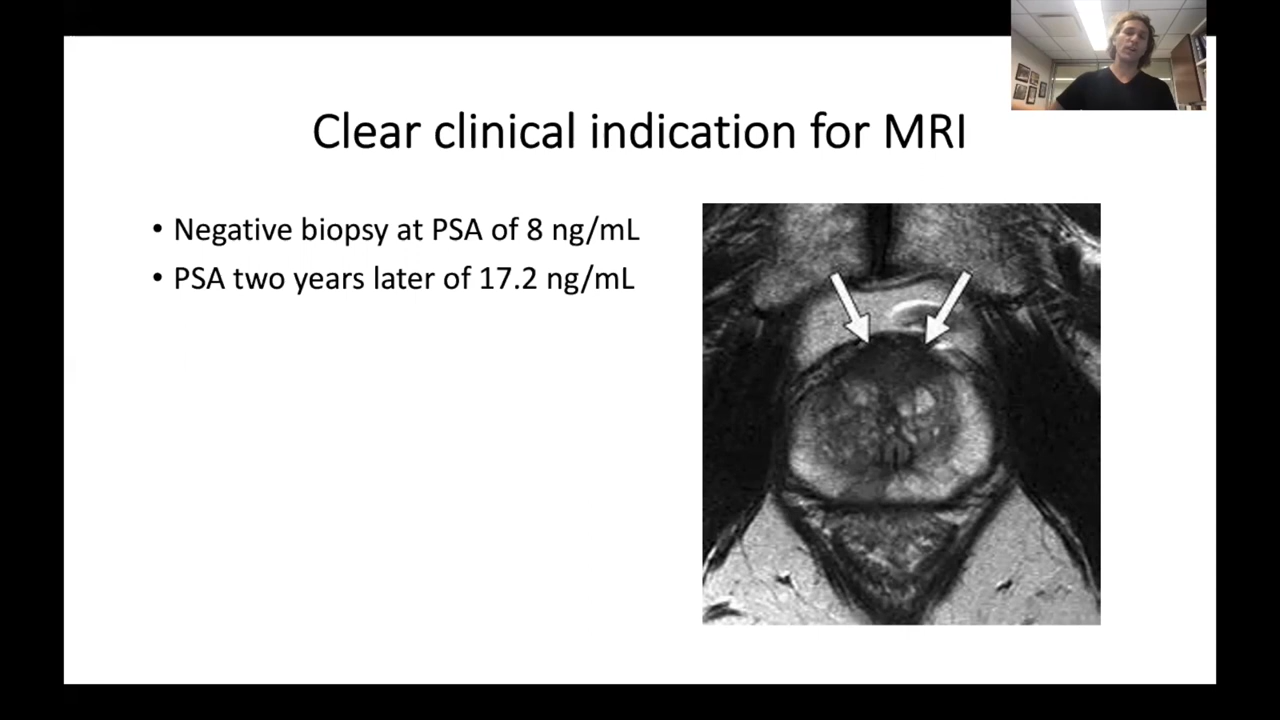 Clear clinical indication for MRI
• Negative biopsy at PSA of 8 ng/mL
• PSA two years later of 17.2 ng/mL